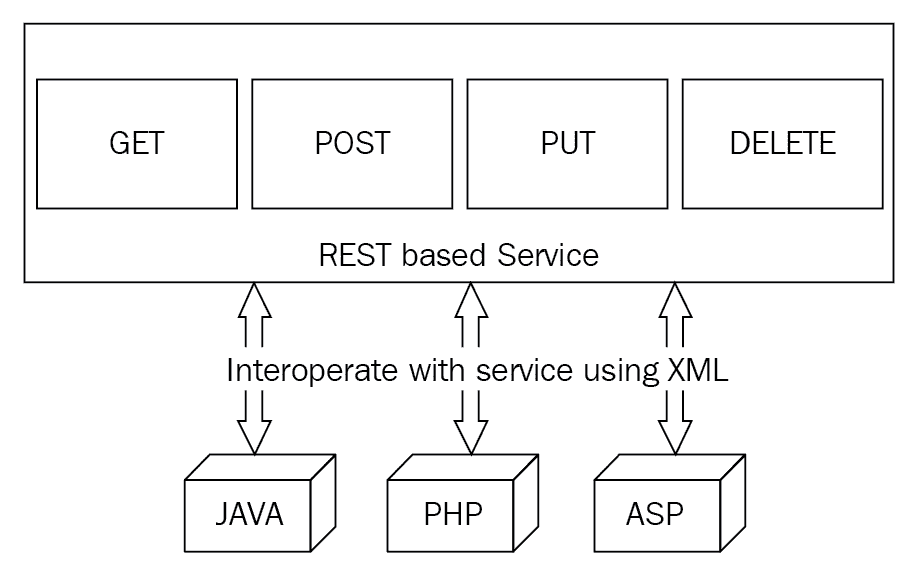 GET
POST
PUT
DELETE
REST based Service
Interoperate with service using XML
JAVA
PHP
ASP